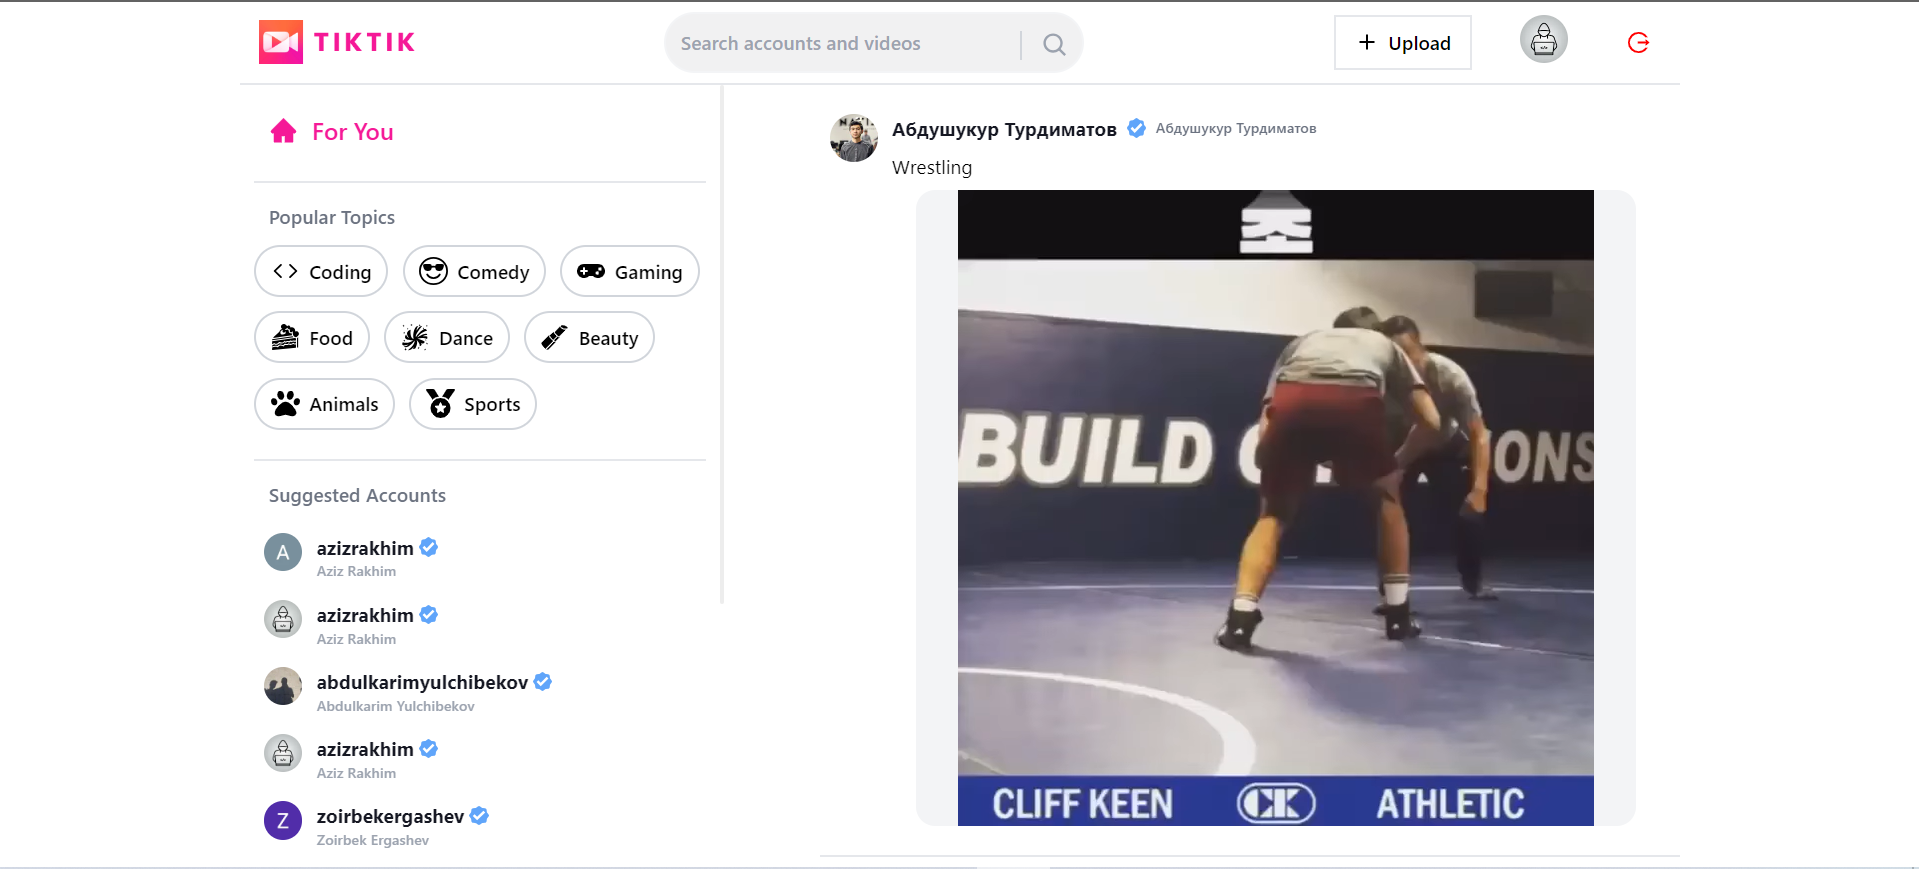 TIKTIK
Search accounts and videos
Upload
For You
Popular Topics
Coding
Comedy
Gaming
Food
Dance
Beauty
Animals
Sports
Suggested Accounts
A
azizrakhim
Aziz Rakhim
azizrakhim
Aziz Rakhim
abdulkarimyulchibekov
Abdulkarim Yulchibekov
azizrakhim
Aziz Rakhim
Z
zoirbekergashev
Zoirbek Ergashev
Абдушукур Турдиматов Абдушукур Турдиматов
Wrestling
BUILD
CLIFF KEEN CK ATHLETIC